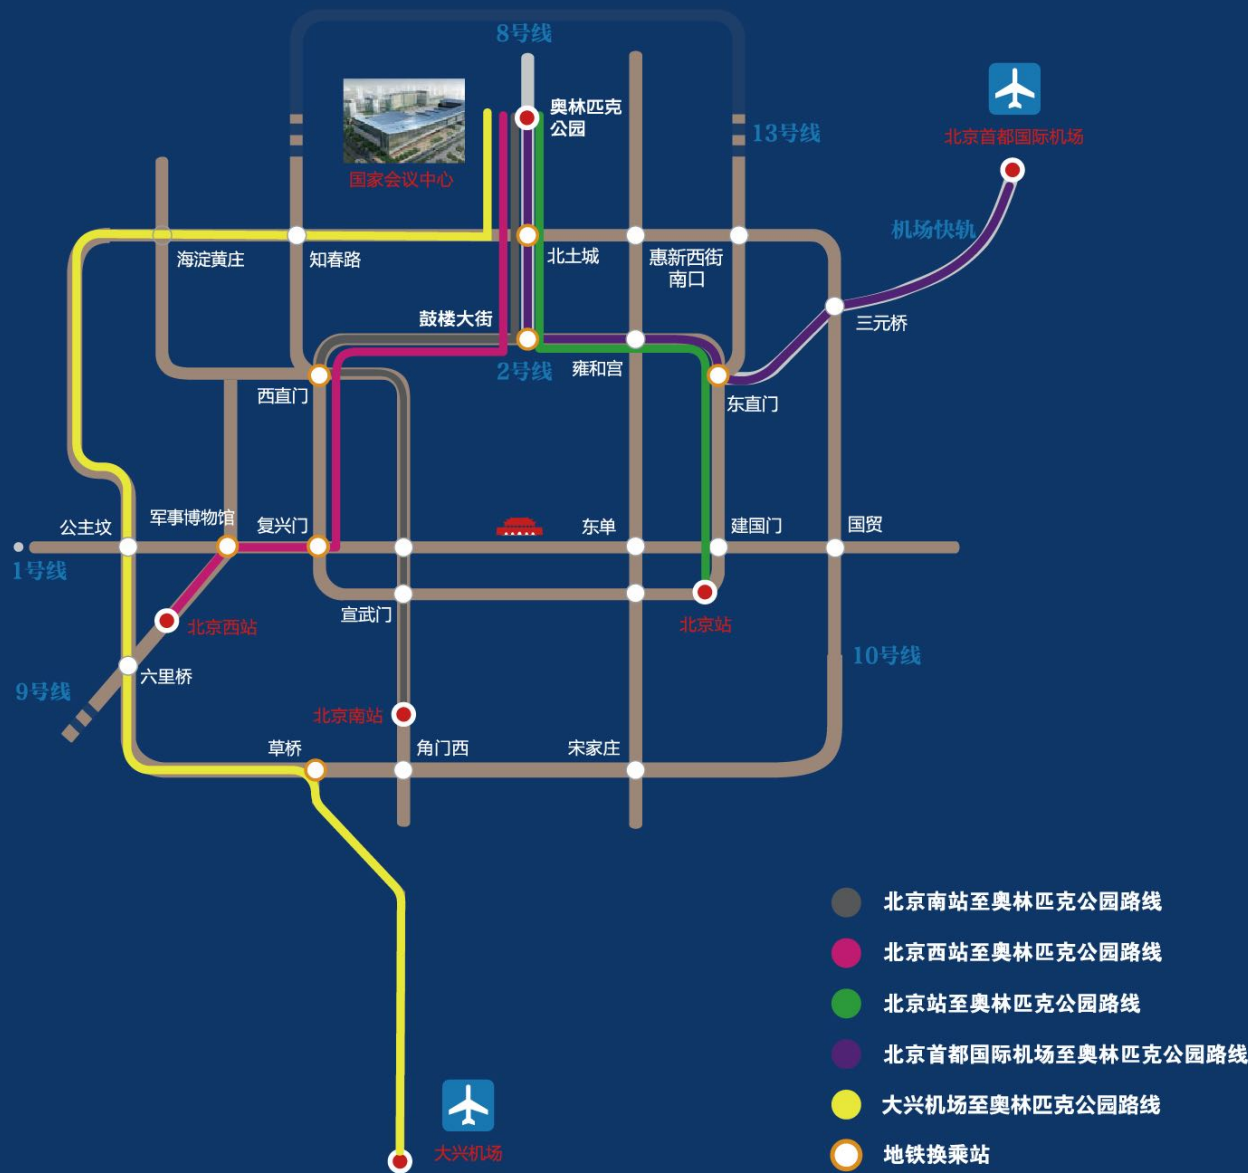 8号线
奥林匹克
公园
13号线
北京首都国际机场
国家会议中心
机场快轨
海淀黄庄
知春路
北土城
惠新西街
南口
鼓楼大街
三元桥
2号线
雍和宫
西直门
东直门
公主坟
军事博物馆
复兴门
东单
建国门
国贸
1号线
宣武门
北京西站
北京站
10号线
六里桥
9号线
北京南站
草桥
角门西
宋家庄
北京南站至奥林匹克公园路线
北京西站至奥林匹克公园路线
北京站至奥林匹克公园路线
北京首都国际机场至奥林匹克公园路线
大兴机场至奥林匹克公园路线
大兴机场
地铁换乘站